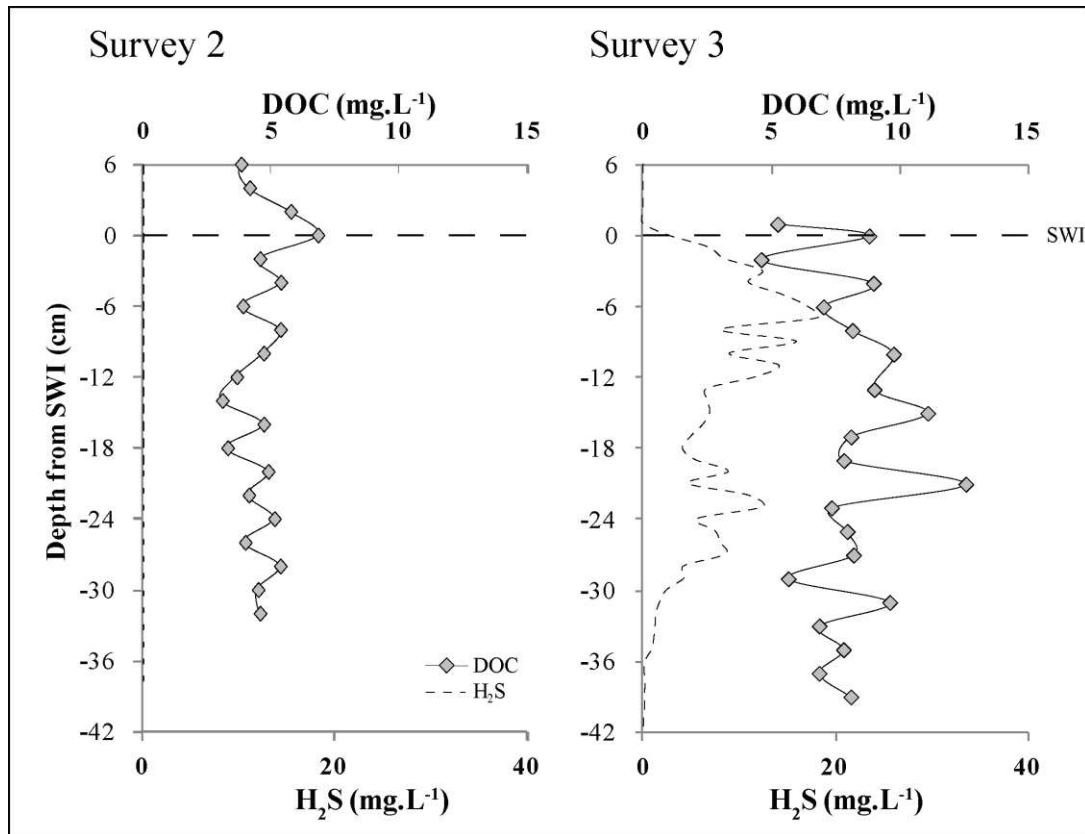 Survey 2
DOC (mg.L-1)
0 5 10 15
6
0
-6
-12
-18
-24
-30
-36
-42
Depth from SWI (cm)
DOC
H₂S
0 20 40
H₂S (mg.L-1)
Survey 3
DOC (mg.L-1)
0 5 10 15
6
0
-6
-12
-18
-24
-30
-36
-42
SWI
0 20 40
H₂S (mg.L-1)